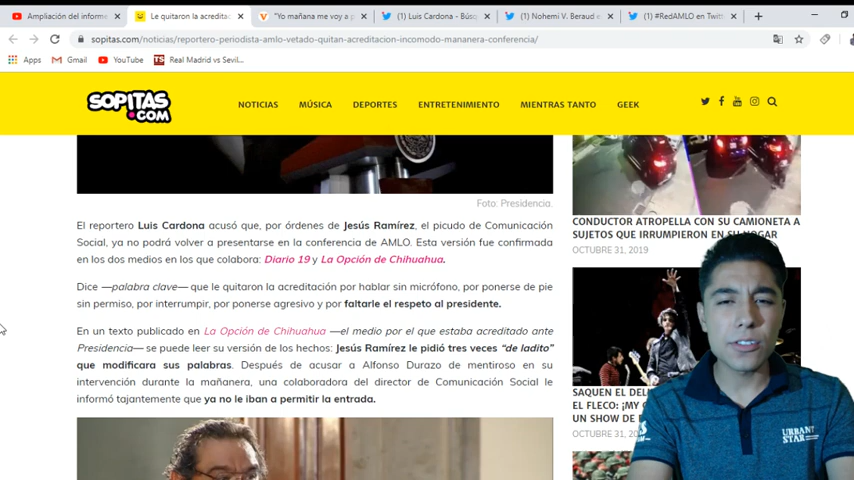 Ampliación del informe
Le quitaron la acreditac
"Yo mañana me voy a p
(1) Luis Cardona - Búsq
(1) Nohemi V. Beraud e
(1) #RedAMLO en Twitt
sopitas.com/noticias/reportero-periodista-amlo-vetado-quitan-acreditacion-incomodo-mananera-conferencia/
Apps
Gmail
YouTube
TS
Real Madrid vs Sevil...
SOPITAS
.COM
NOTICIAS
MÚSICA
DEPORTES
ENTRETENIMIENTO
MIENTRAS TANTO
GEEK
Foto: Presidencia.
El reportero Luis Cardona acusó que, por órdenes de Jesús Ramírez, el picudo de Comunicación
Social, ya no podrá volver a presentarse en la conferencia de AMLO. Esta versión fue confirmada
en los dos medios en los que colabora: Diario 19 y La Opción de Chihuahua.
Dice —palabra clave— que le quitaron la acreditación por hablar sin micrófono, por ponerse de pie
sin permiso, por interrumpir, por ponerse agresivo y por faltarle el respeto al presidente.
En un texto publicado en La Opción de Chihuahua —el medio por el que estaba acreditado ante
Presidencia— se puede leer su versión de los hechos: Jesús Ramírez le pidió tres veces “de ladito”
que modificara sus palabras. Después de acusar a Alfonso Durazo de mentiroso en su
intervención durante la mañanera, una colaboradora del director de Comunicación Social le
informó tajantemente que ya no le iban a permitir la entrada.
CONDUCTOR ATROPELLA CON SU CAMIONETA A
SUJETOS QUE IRRUMPIERON EN SU HOGAR
OCTUBRE 31, 2019
SAQUEN EL DEL
EL FLECO: ¡MY C
UN SHOW DE
OCTUBRE 31, 20
URBAN
STAR